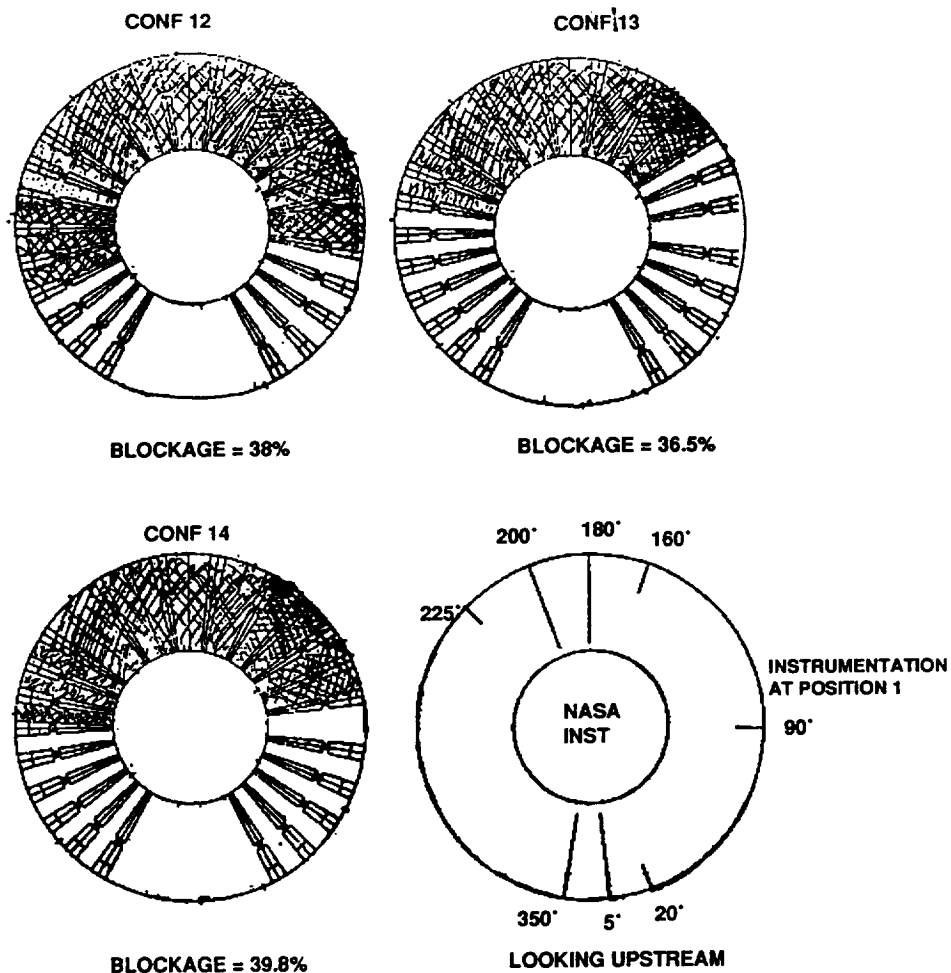 CONF 12
CONF 13
BLOCKAGE = 38%
BLOCKAGE = 36.5%
CONF 14
200°
180°
160°
225°
INSTRUMENTATION
AT POSITION 1
NASA
INST
90°
350°
5°
20°
BLOCKAGE = 39.8%
LOOKING UPSTREAM